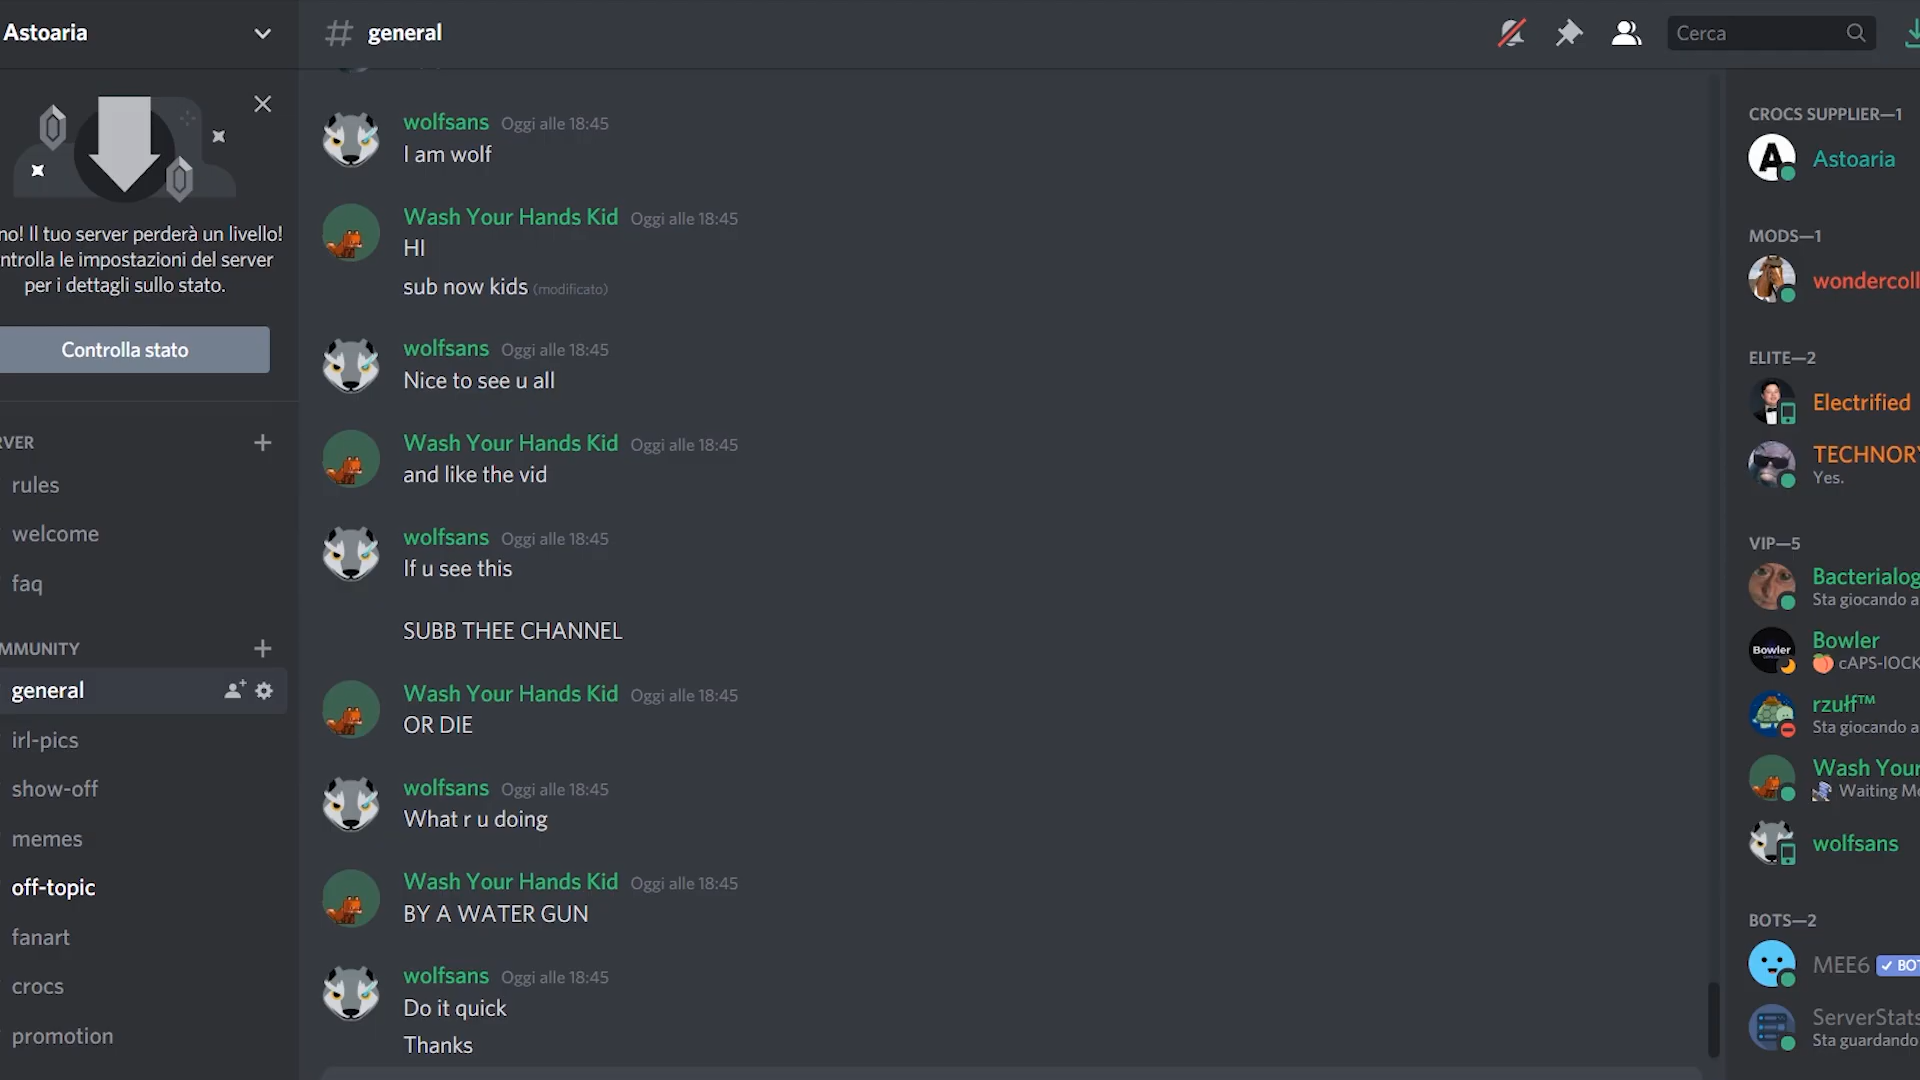 Astoaria
general
Cerca
no! Il tuo server perderà un livello!
ntrolla le impostazioni del server
per i dettagli sullo stato.
Controlla stato
RVER
rules
welcome
faq
MMUNITY
general
irl-pics
show-off
memes
off-topic
fanart
crocs
promotion
wolfsans Oggi alle 18:45
I am wolf
Wash Your Hands Kid Oggi alle 18:45
HI
sub now kids (modificato)
wolfsans Oggi alle 18:45
Nice to see u all
Wash Your Hands Kid Oggi alle 18:45
and like the vid
wolfsans Oggi alle 18:45
If u see this
SUBB THEE CHANNEL
Wash Your Hands Kid Oggi alle 18:45
OR DIE
wolfsans Oggi alle 18:45
What r u doing
Wash Your Hands Kid Oggi alle 18:45
BY A WATER GUN
wolfsans Oggi alle 18:45
Do it quick
Thanks
CROCS SUPPLIER—1
A Astoaria
MODS—1
wondercoll
ELITE—2
Electrified
TECHNORY
Yes.
VIP—5
Bacterialog
Sta giocando a
Bowler
Bowler
cAPS-lOCK
rzułf™
Sta giocando a
Wash Your
Waiting Mo
wolfsans
BOTS—2
MEE6 BOT
ServerStats
Sta guardando